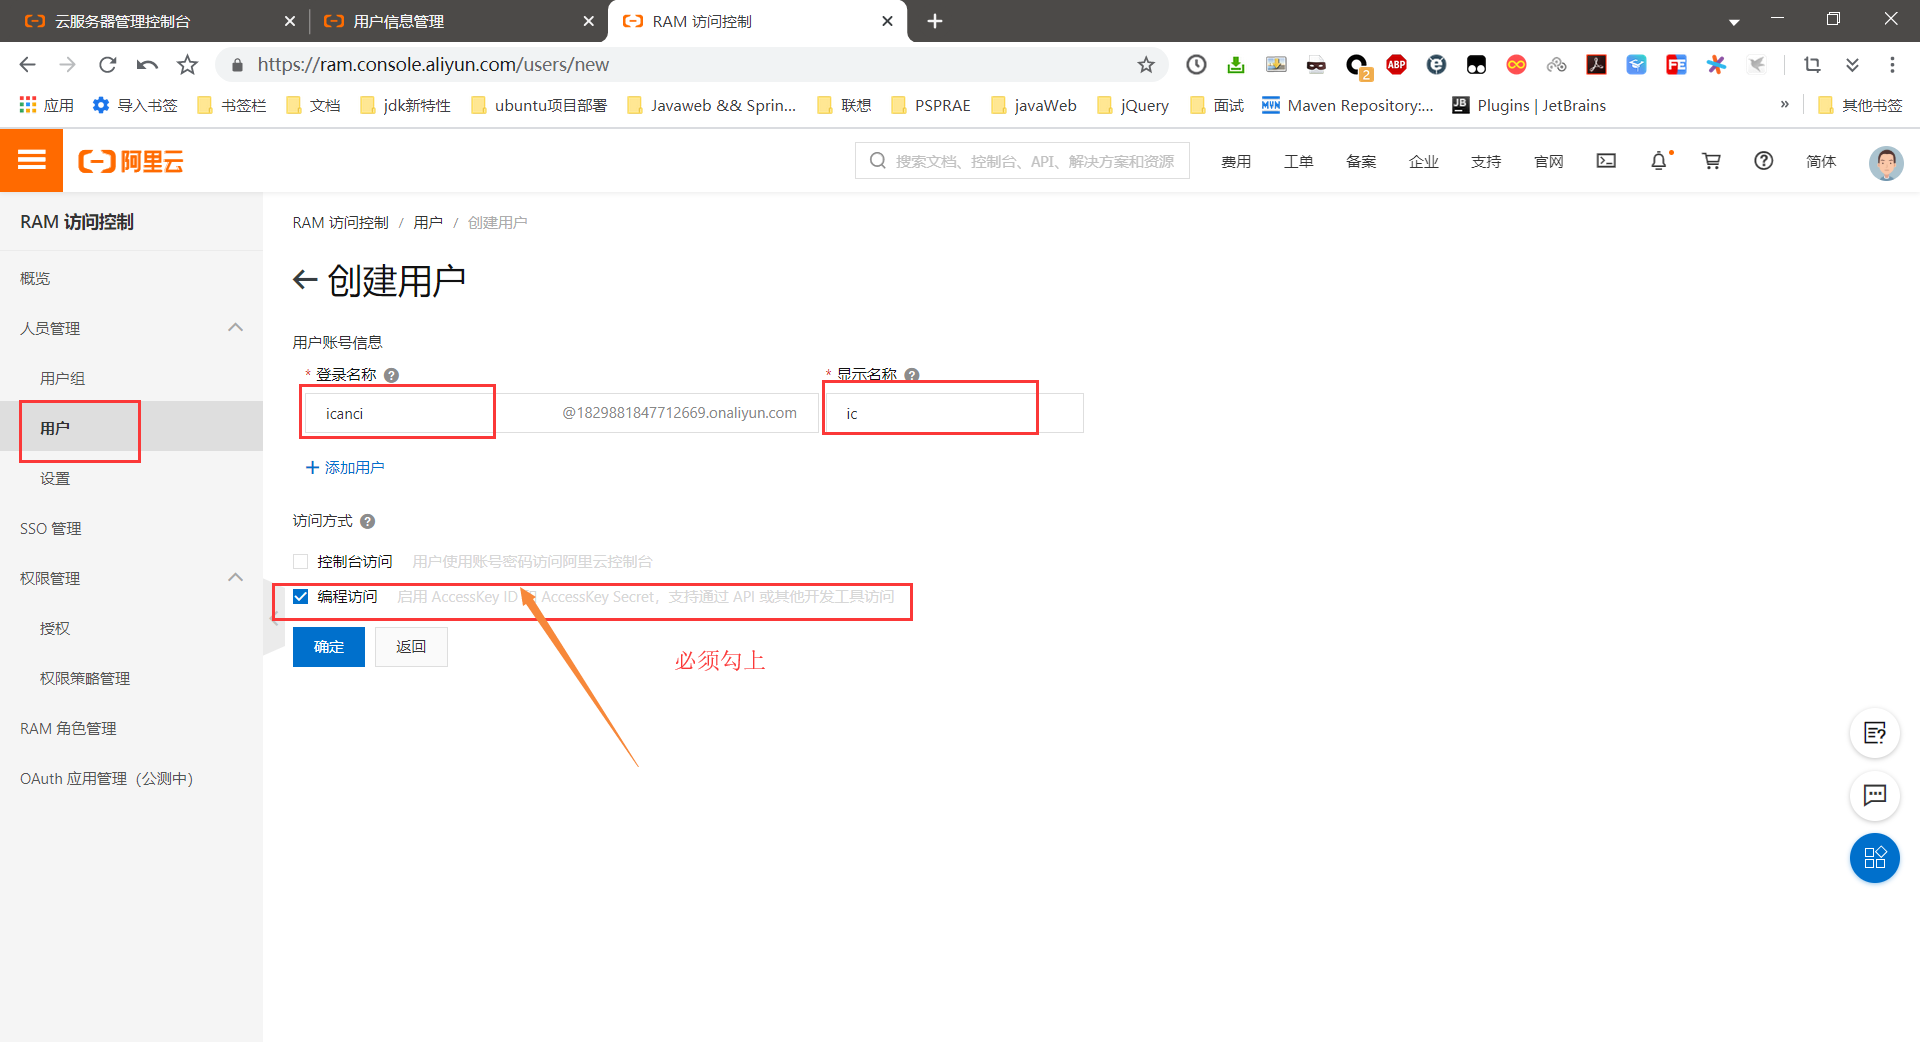 云服务器管理控制台
用户信息管理
RAM 访问控制
https://ram.console.aliyun.com/users/new
2
ABP
FE
应用
导入书签
书签栏
文档
jdk新特性
ubuntu项目部署
Javaweb && Sprin...
联想
PSPRAE
javaWeb
jQuery
面试
MVN
Maven Repository:...
JB
Plugins | JetBrains
»
其他书签
阿里云
搜索文档、控制台、API、解决方案和资源
费用
工单
备案
企业
支持
官网
简体
RAM 访问控制
概览
人员管理
用户组
用户
设置
SSO 管理
权限管理
授权
权限策略管理
RAM 角色管理
OAuth 应用管理（公测中）
RAM 访问控制 / 用户 / 创建用户
创建用户
用户账号信息
* 登录名称 ?
* 显示名称 ?
icanci
@1829881847712669.onaliyun.com
ic
添加用户
访问方式 ?
控制台访问 用户使用账号密码访问阿里云控制台
编程访问 启用 AccessKey ID AccessKey Secret，支持通过 API 或其他开发工具访问
确定
返回
必须勾上